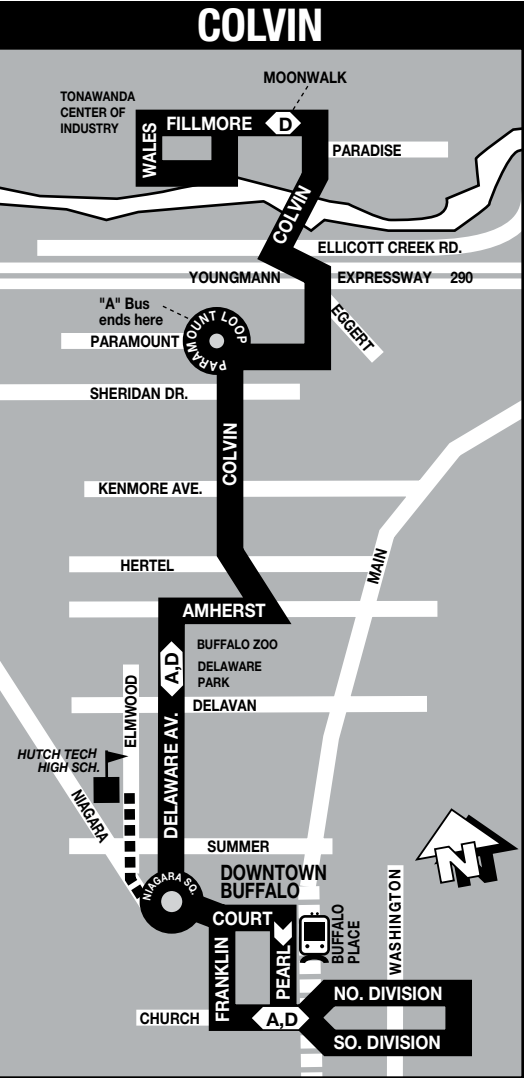 COLVIN
MOONWALK
TONAWANDA
CENTER OF
INDUSTRY
WALES
FILLMORE
D
PARADISE
COLVIN
ELLICOTT CREEK RD.
YOUNGMANN
EXPRESSWAY 290
"A" Bus
ends here
PARAMOUNT LOOP
PARAMOUNT
EGGERT
SHERIDAN DR.
COLVIN
KENMORE AVE.
MAIN
HERTEL
AMHERST
A,D
BUFFALO ZOO
DELAWARE
PARK
ELMWOOD
DELAVAN
DELAWARE AV.
HUTCH TECH
HIGH SCH.
NIAGARA
SUMMER
NIAGARA SQ.
DOWNTOWN
BUFFALO
N
COURT
FRANKLIN
PEARL
BUFFALO
PLACE
WASHINGTON
CHURCH
A,D
NO. DIVISION
SO. DIVISION